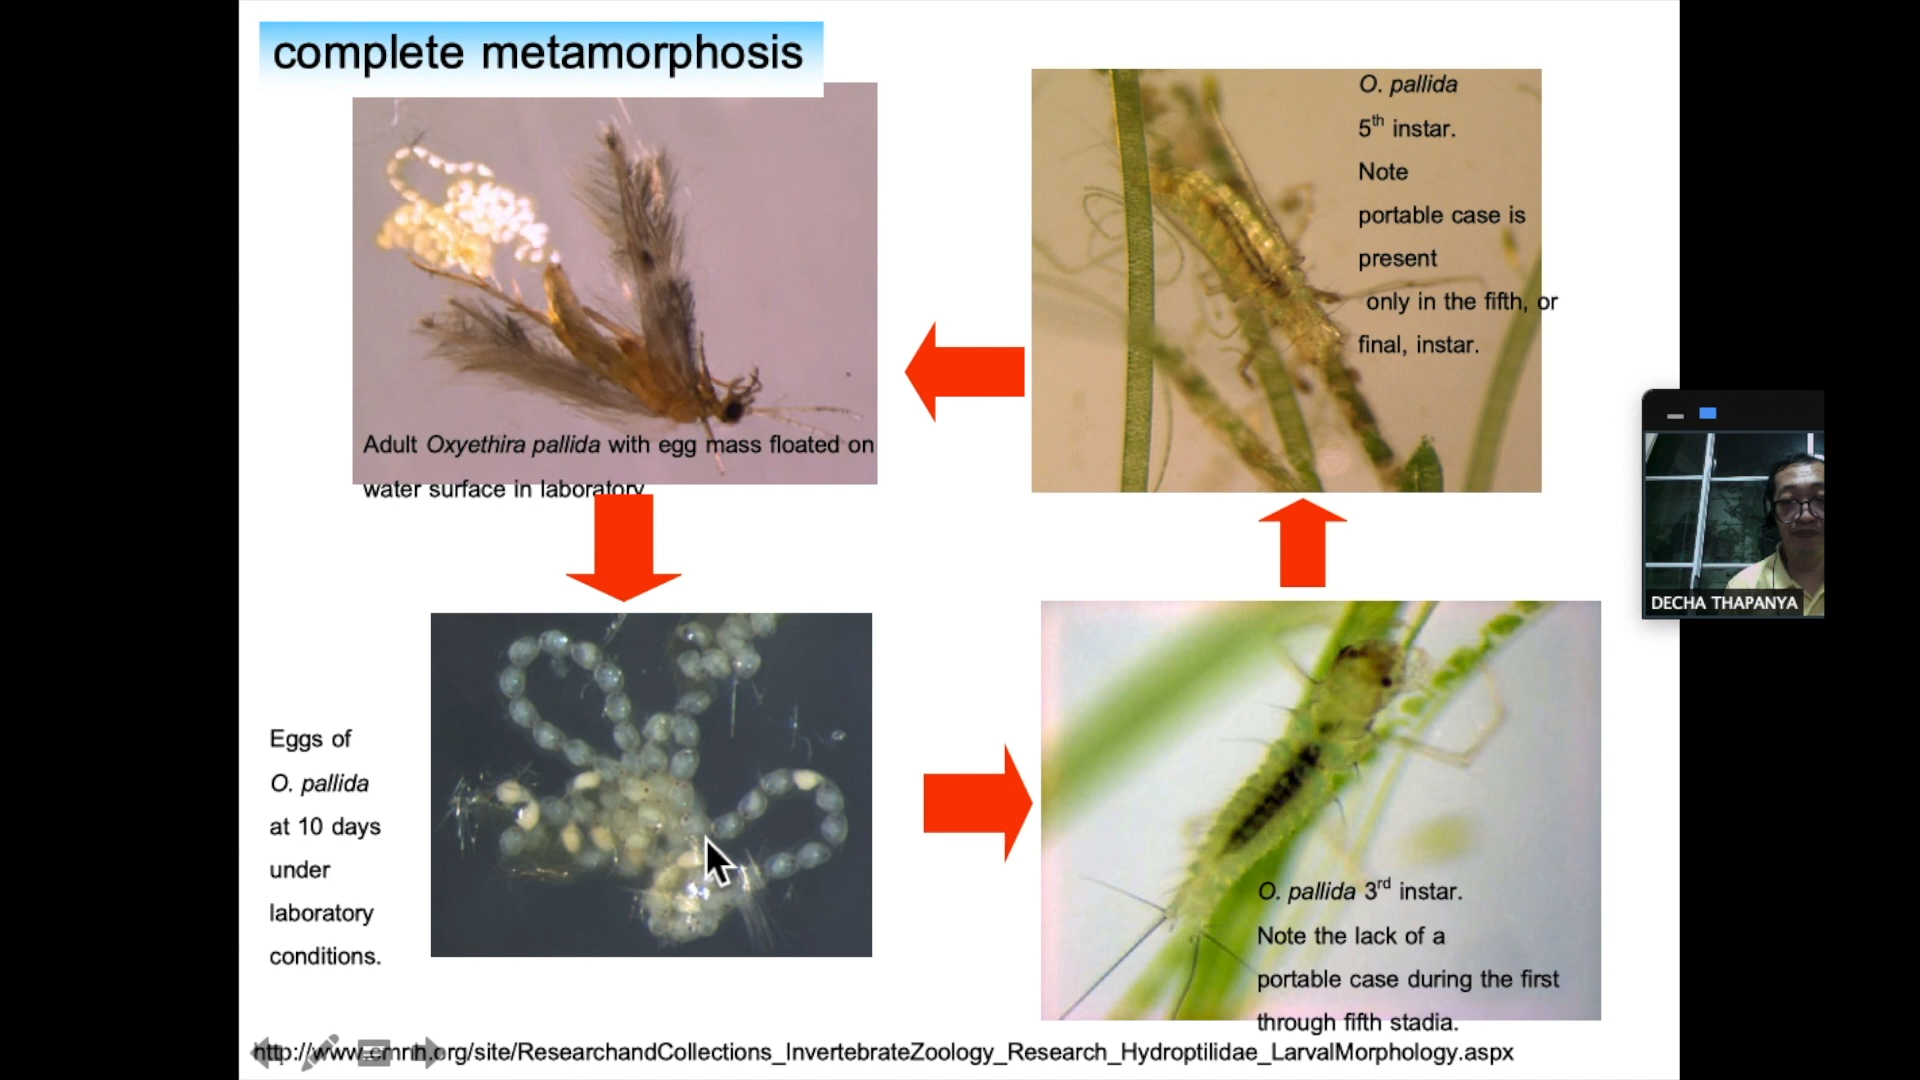 complete metamorphosis
Adult Oxyethira pallida with egg mass floated on
water surface in laboratory
O. pallida
5th instar.
Note
portable case is
present
only in the fifth, or
final, instar.
Eggs of
O. pallida
at 10 days
under
laboratory
conditions.
O. pallida 3rd instar.
Note the lack of a
portable case during the first
through fifth stadia.
http://www.cmnh.org/site/ResearchandCollections_InvertebrateZoology_Research_Hydroptilidae_LarvalMorphology.aspx
DECHA THAPANYA